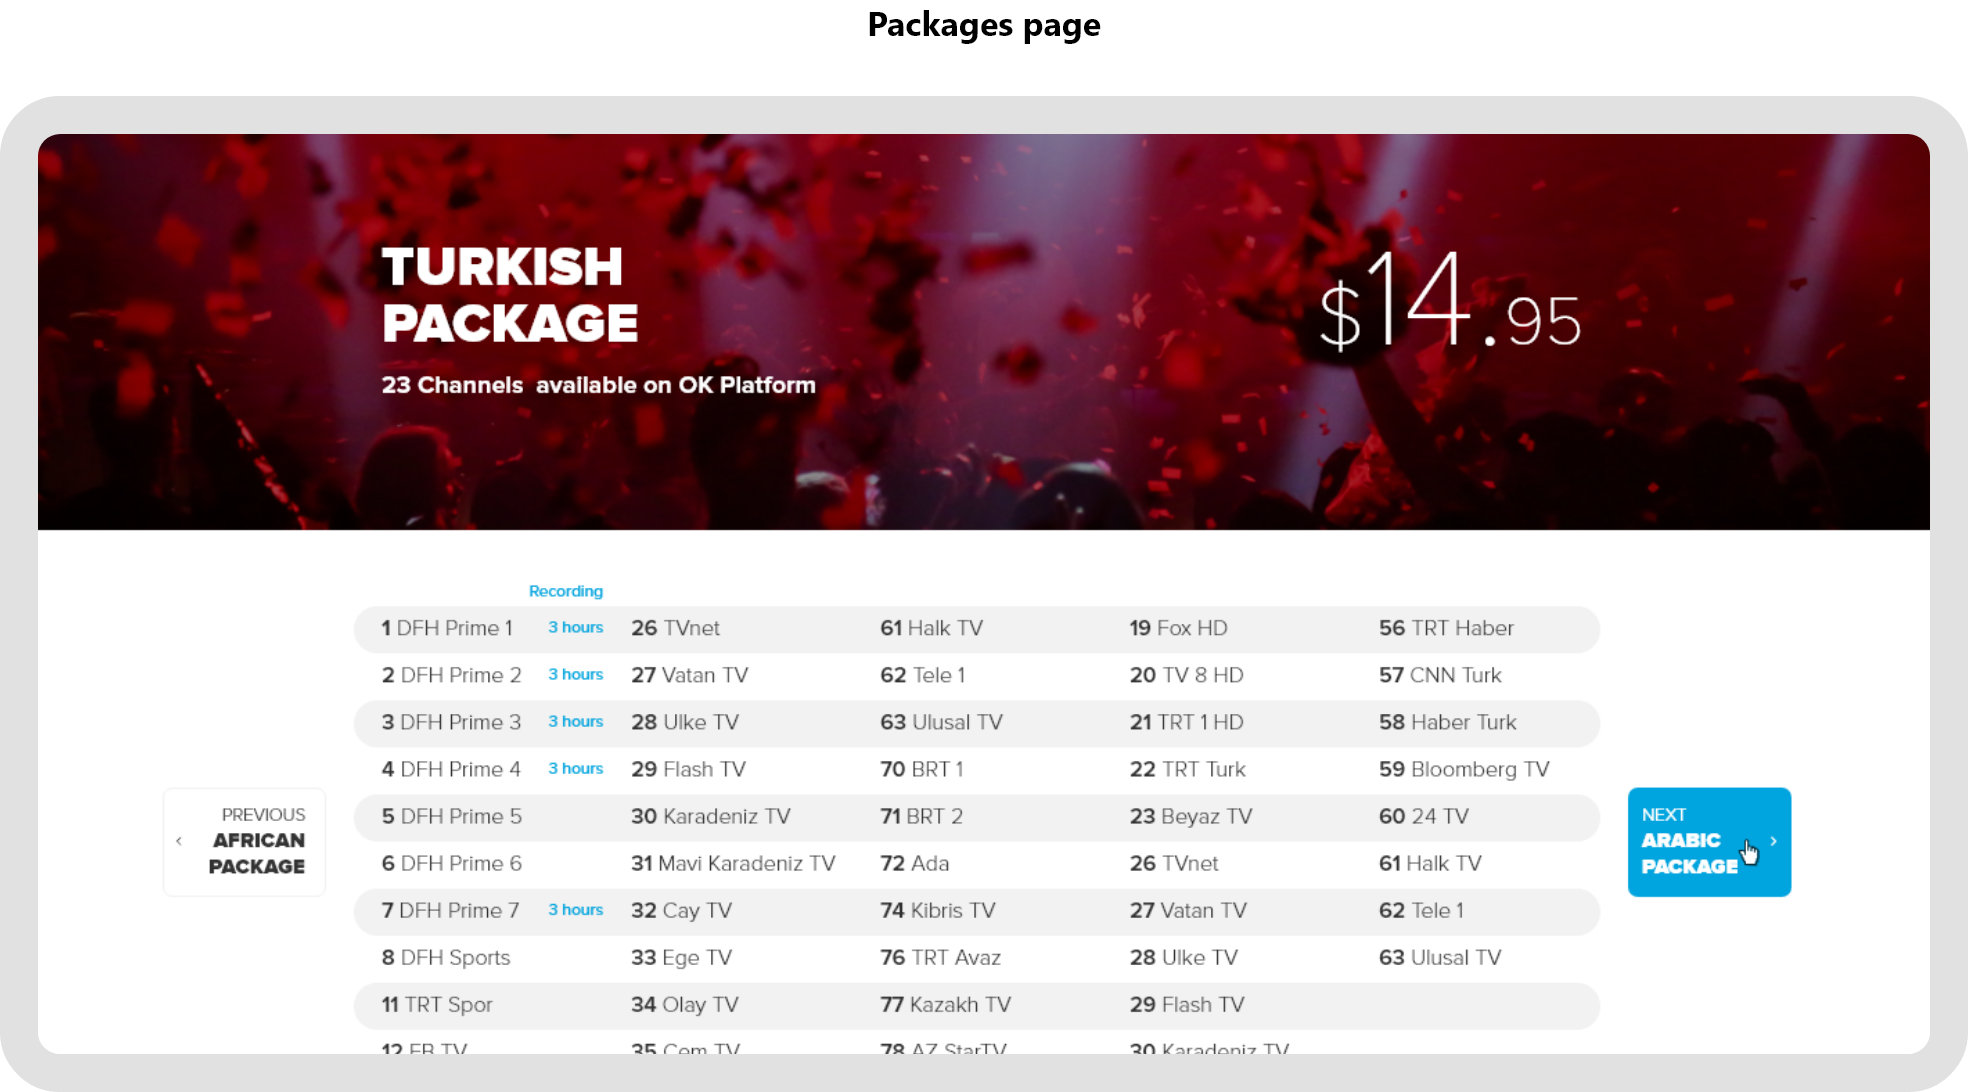 Packages page
TURKISH
PACKAGE
23 Channels available on OK Platform
$14.95
Recording
1 DFH Prime 1 3 hours 26 TVnet 61 Halk TV 19 Fox HD 56 TRT Haber
2 DFH Prime 2 3 hours 27 Vatan TV 62 Tele 1 20 TV 8 HD 57 CNN Turk
3 DFH Prime 3 3 hours 28 Ulke TV 63 Ulusal TV 21 TRT 1 HD 58 Haber Turk
4 DFH Prime 4 3 hours 29 Flash TV 70 BRT 1 22 TRT Turk 59 Bloomberg TV
5 DFH Prime 5 30 Karadeniz TV 71 BRT 2 23 Beyaz TV 60 24 TV
6 DFH Prime 6 31 Mavi Karadeniz TV 72 Ada 26 TVnet 61 Halk TV
7 DFH Prime 7 3 hours 32 Cay TV 74 Kibris TV 27 Vatan TV 62 Tele 1
8 DFH Sports 33 Ege TV 76 TRT Avaz 28 Ulke TV 63 Ulusal TV
11 TRT Spor 34 Olay TV 77 Kazakh TV 29 Flash TV
12 FB TV 35 Cem TV 78 AZ StarTV 30 Karadeniz TV
PREVIOUS
AFRICAN
PACKAGE
NEXT
ARABIC
PACKAGE